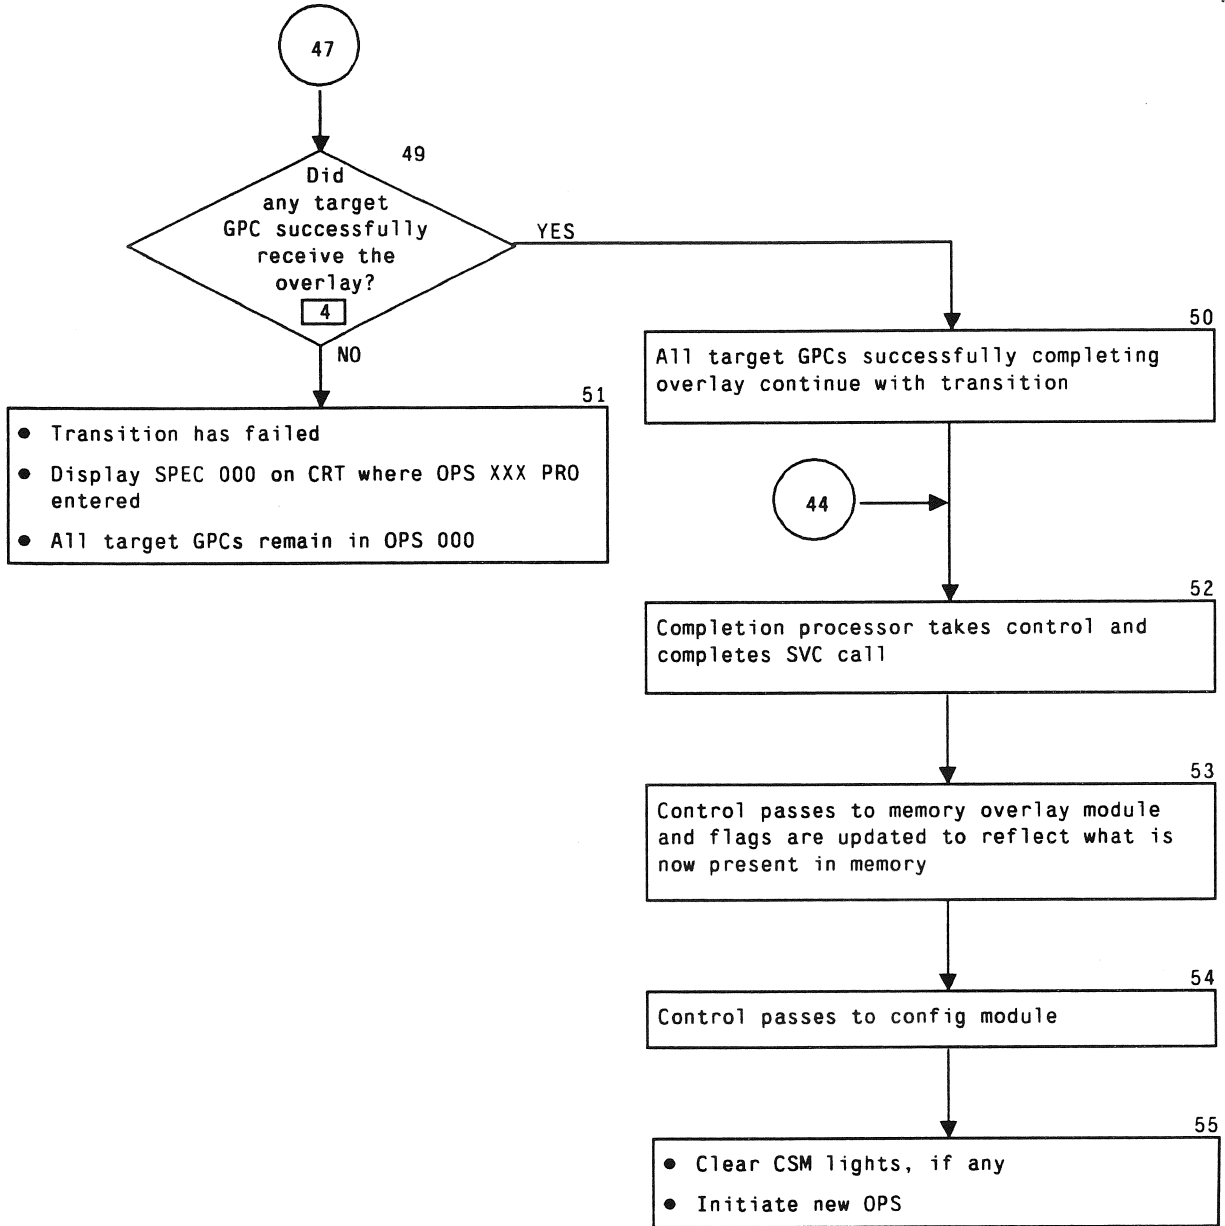 47
49
Did
any target
GPC successfully
receive the
overlay?
4
YES
NO
50
All target GPCs successfully completing
overlay continue with transition
51
● Transition has failed
● Display SPEC 000 on CRT where OPS XXX PRO
entered
● All target GPCs remain in OPS 000
44
52
Completion processor takes control and
completes SVC call
53
Control passes to memory overlay module
and flags are updated to reflect what is
now present in memory
54
Control passes to config module
55
● Clear CSM lights, if any
● Initiate new OPS